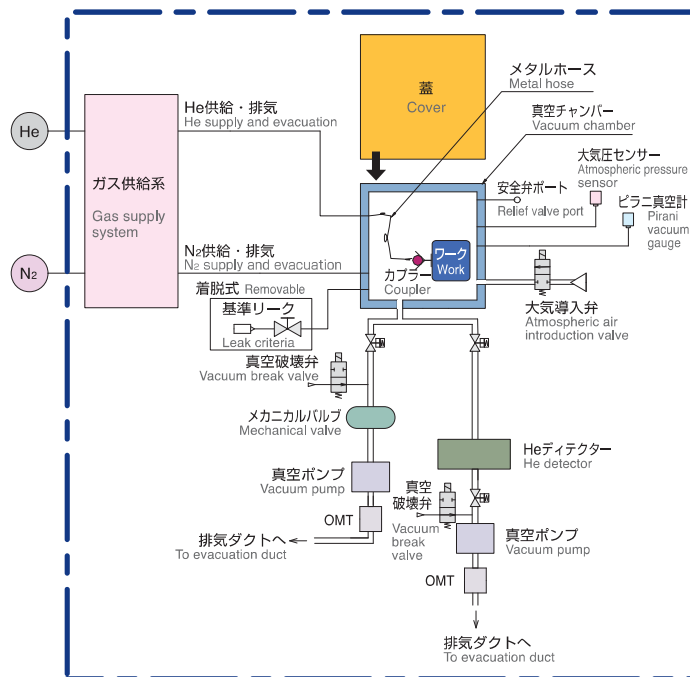 蓋
Cover
メタルホース
Metal hose
真空チャンバー
Vacuum chamber
大気圧センサー
Atmospheric pressure
sensor
安全弁ポート
Relief valve port
ピラニ真空計
Pirani
vacuum
gauge
He
He供給・排気
He supply and evacuation
ガス供給系
Gas supply
system
N2
N2供給・排気
N2 supply and evacuation
ワーク
Work
カプラー
Coupler
着脱式 Removable
基準リーク
Leak criteria
大気導入弁
Atmospheric air
introduction valve
真空破壊弁
Vacuum break valve
メカニカルバルブ
Mechanical valve
Heディテクター
He detector
真空ポンプ
Vacuum pump
真空
破壊弁
Vacuum
break
valve
OMT
排気ダクトへ
To evacuation duct
真空ポンプ
Vacuum pump
OMT
排気ダクトへ
To evacuation duct